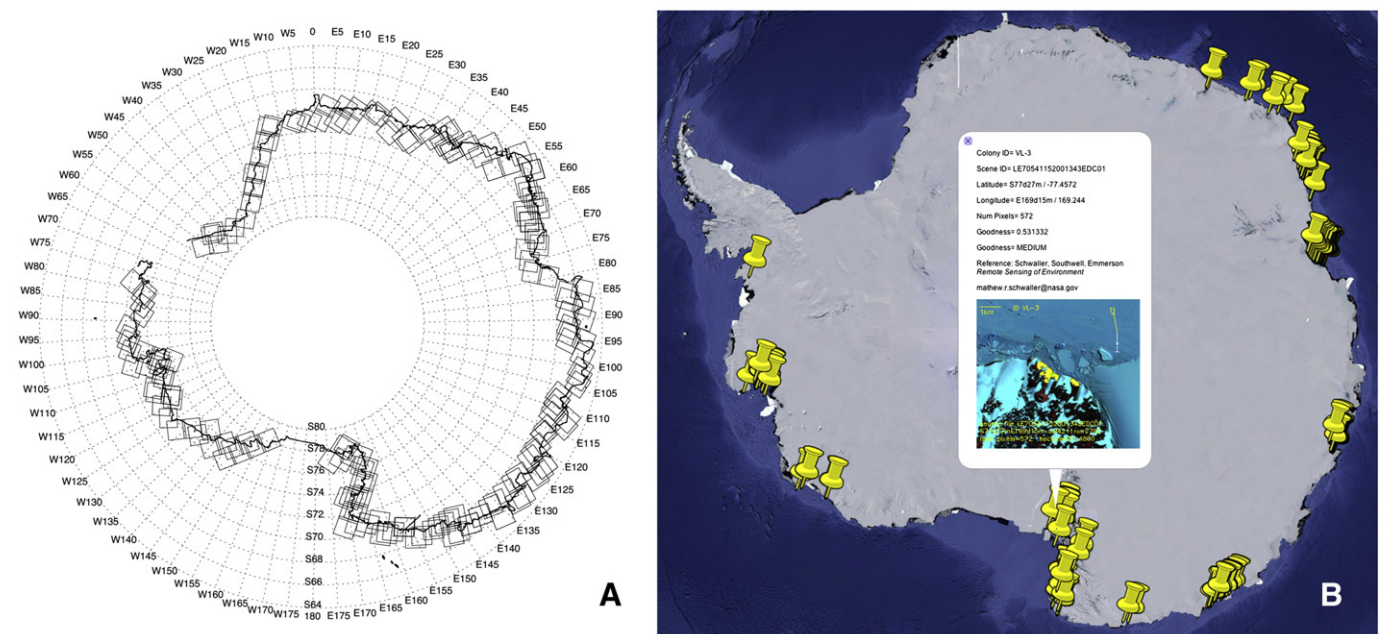 W5 0 E5
W10 E10
W15 E15
W20 E20
W25 E25
W30 E30
W35 E35
W40 E40
W45 E45
W50 E50
W55 E55
W60 E60
W65 E65
W70 E70
W75 E75
W80 E80
W85 E85
W90 E90
W95 E95
W100 E100
W105 E105
W110 E110
W115 E115
W120 E120
W125 E125
W130 E130
W135 E135
W140 E140
W145 E145
W150 E150
W155 E155
W160 E160
W165 E165
W170 E170
W175 180 E175
S80
S78
S76
S74
S72
S70
S68
S66
S64
A
Colony ID= VL-3
Scene ID= LE70541152001343EDC01
Latitude= S77d27m / -77.4572
Longitude= E169d15m / 169.244
Num Pixels= 572
Goodness= 0.531332
Goodness= MEDIUM
Reference: Schwaller, Southwell, Emmerson
Remote Sensing of Environment
mathew.r.schwaller@nasa.gov
1km ID VL-3
B